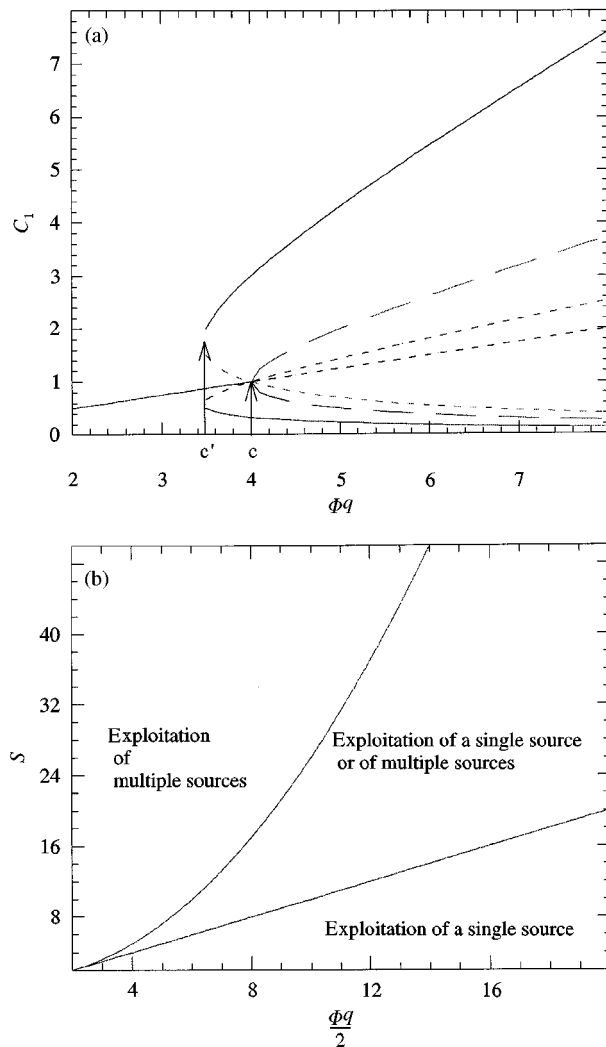 (a)
7
6
5
4
3
2
1
0
C1
c'
c
2
3
4
5
6
7
Φq
(b)
40
32
24
16
8
S
Exploitation
of
multiple sources
Exploitation of a single source
or of multiple sources
Exploitation of a single source
4
8
12
16
Φq
2